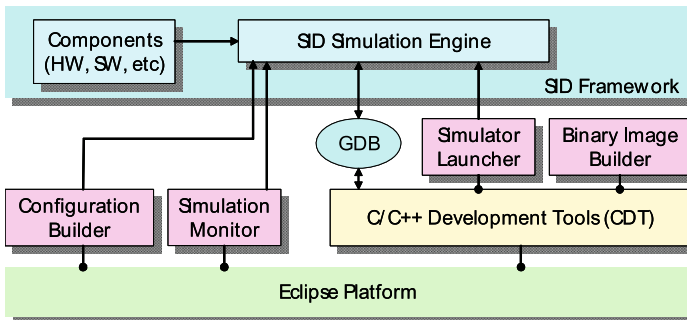 Components
(HW, SW, etc)
SID Simulation Engine
SID Framework
GDB
Simulator
Launcher
Binary Image
Builder
Configuration
Builder
Simulation
Monitor
C/C++ Development Tools (CDT)
Eclipse Platform